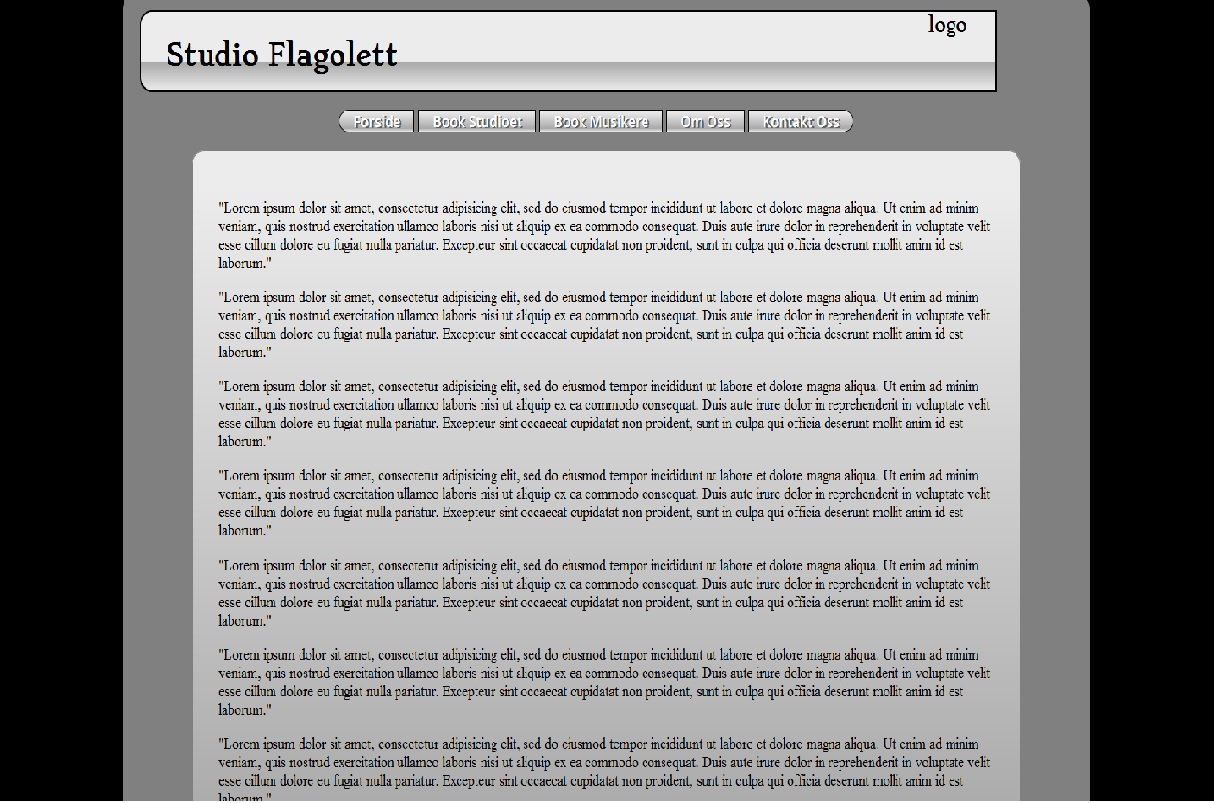 logo
Studio Flagolett
Forside Book Studioet Book Musikere Om Oss Kontakt Oss
"Lorem ipsum dolor sit amet, consectetur adipisicing elit, sed do eiusmod tempor incididunt ut labore et dolore magna aliqua. Ut enim ad minim
veniam, quis nostrud exercitation ullamco laboris nisi ut aliquip ex ea commodo consequat. Duis aute irure dolor in reprehenderit in voluptate velit
esse cillum dolore eu fugiat nulla pariatur. Excepteur sint occaecat cupidatat non proident, sunt in culpa qui officia deserunt mollit anim id est
laborum."
"Lorem ipsum dolor sit amet, consectetur adipisicing elit, sed do eiusmod tempor incididunt ut labore et dolore magna aliqua. Ut enim ad minim
veniam, quis nostrud exercitation ullamco laboris nisi ut aliquip ex ea commodo consequat. Duis aute irure dolor in reprehenderit in voluptate velit
esse cillum dolore eu fugiat nulla pariatur. Excepteur sint occaecat cupidatat non proident, sunt in culpa qui officia deserunt mollit anim id est
laborum."
"Lorem ipsum dolor sit amet, consectetur adipisicing elit, sed do eiusmod tempor incididunt ut labore et dolore magna aliqua. Ut enim ad minim
veniam, quis nostrud exercitation ullamco laboris nisi ut aliquip ex ea commodo consequat. Duis aute irure dolor in reprehenderit in voluptate velit
esse cillum dolore eu fugiat nulla pariatur. Excepteur sint occaecat cupidatat non proident, sunt in culpa qui officia deserunt mollit anim id est
laborum."
"Lorem ipsum dolor sit amet, consectetur adipisicing elit, sed do eiusmod tempor incididunt ut labore et dolore magna aliqua. Ut enim ad minim
veniam, quis nostrud exercitation ullamco laboris nisi ut aliquip ex ea commodo consequat. Duis aute irure dolor in reprehenderit in voluptate velit
esse cillum dolore eu fugiat nulla pariatur. Excepteur sint occaecat cupidatat non proident, sunt in culpa qui officia deserunt mollit anim id est
laborum."
"Lorem ipsum dolor sit amet, consectetur adipisicing elit, sed do eiusmod tempor incididunt ut labore et dolore magna aliqua. Ut enim ad minim
veniam, quis nostrud exercitation ullamco laboris nisi ut aliquip ex ea commodo consequat. Duis aute irure dolor in reprehenderit in voluptate velit
esse cillum dolore eu fugiat nulla pariatur. Excepteur sint occaecat cupidatat non proident, sunt in culpa qui officia deserunt mollit anim id est
laborum."
"Lorem ipsum dolor sit amet, consectetur adipisicing elit, sed do eiusmod tempor incididunt ut labore et dolore magna aliqua. Ut enim ad minim
veniam, quis nostrud exercitation ullamco laboris nisi ut aliquip ex ea commodo consequat. Duis aute irure dolor in reprehenderit in voluptate velit
esse cillum dolore eu fugiat nulla pariatur. Excepteur sint occaecat cupidatat non proident, sunt in culpa qui officia deserunt mollit anim id est
laborum."
"Lorem ipsum dolor sit amet, consectetur adipisicing elit, sed do eiusmod tempor incididunt ut labore et dolore magna aliqua. Ut enim ad minim
veniam, quis nostrud exercitation ullamco laboris nisi ut aliquip ex ea commodo consequat. Duis aute irure dolor in reprehenderit in voluptate velit
esse cillum dolore eu fugiat nulla pariatur. Excepteur sint occaecat cupidatat non proident, sunt in culpa qui officia deserunt mollit anim id est
laborum."